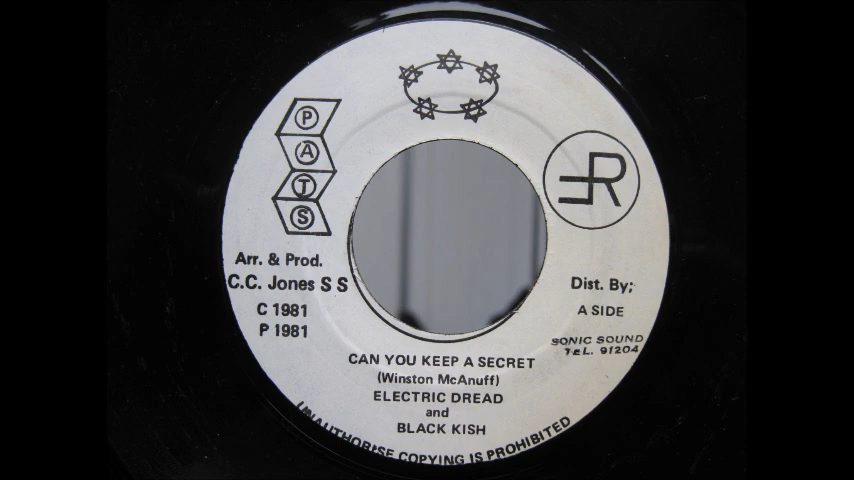 P
A
T
S
R
Arr. & Prod.
C.C. Jones S S
C 1981
P 1981
Dist. By;
A SIDE
SONIC SOUND
TEL. 91204
CAN YOU KEEP A SECRET
(Winston McAnuff)
ELECTRIC DREAD
and
BLACK KISH
UNAUTHORISE COPYING IS PROHIBITED